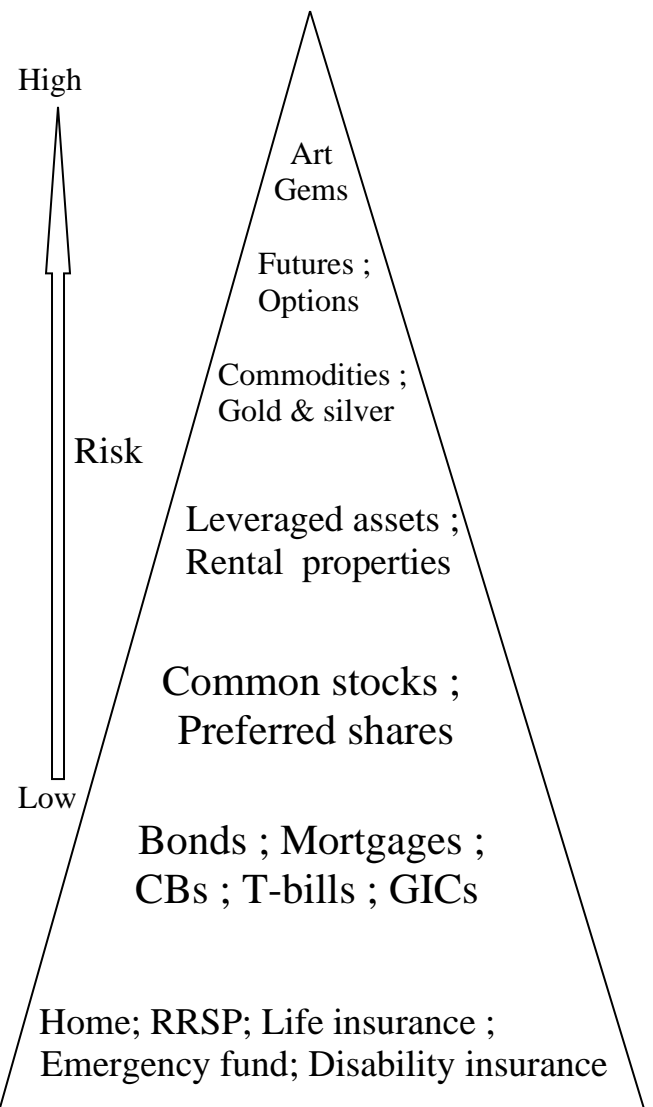 High
Art
Gems
Futures ;
Options
Commodities ;
Gold & silver
Risk
Leveraged assets ;
Rental properties
Common stocks ;
Preferred shares
Low
Bonds ; Mortgages ;
CBs ; T-bills ; GICs
Home; RRSP; Life insurance ;
Emergency fund; Disability insurance